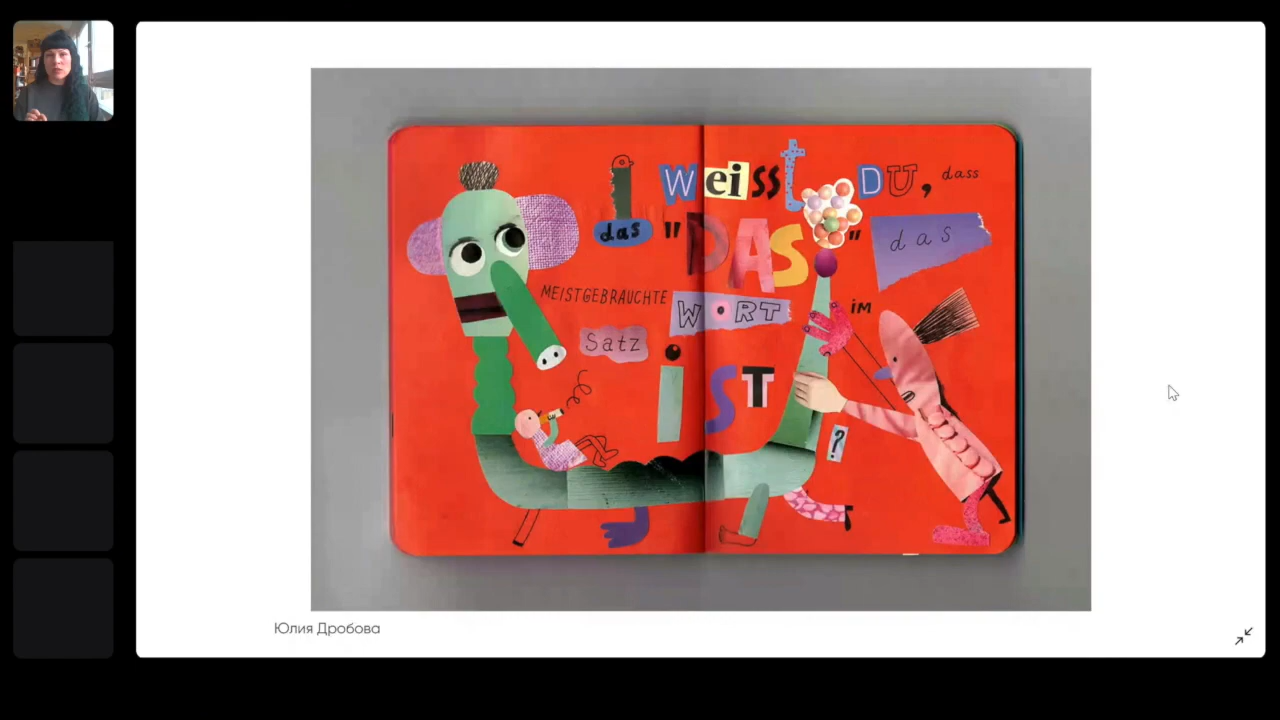 weisst DU, dass
das "DAS" das
MEISTGEBRAUCHTE WORT im
Satz
iST
?
Юлия Дробова